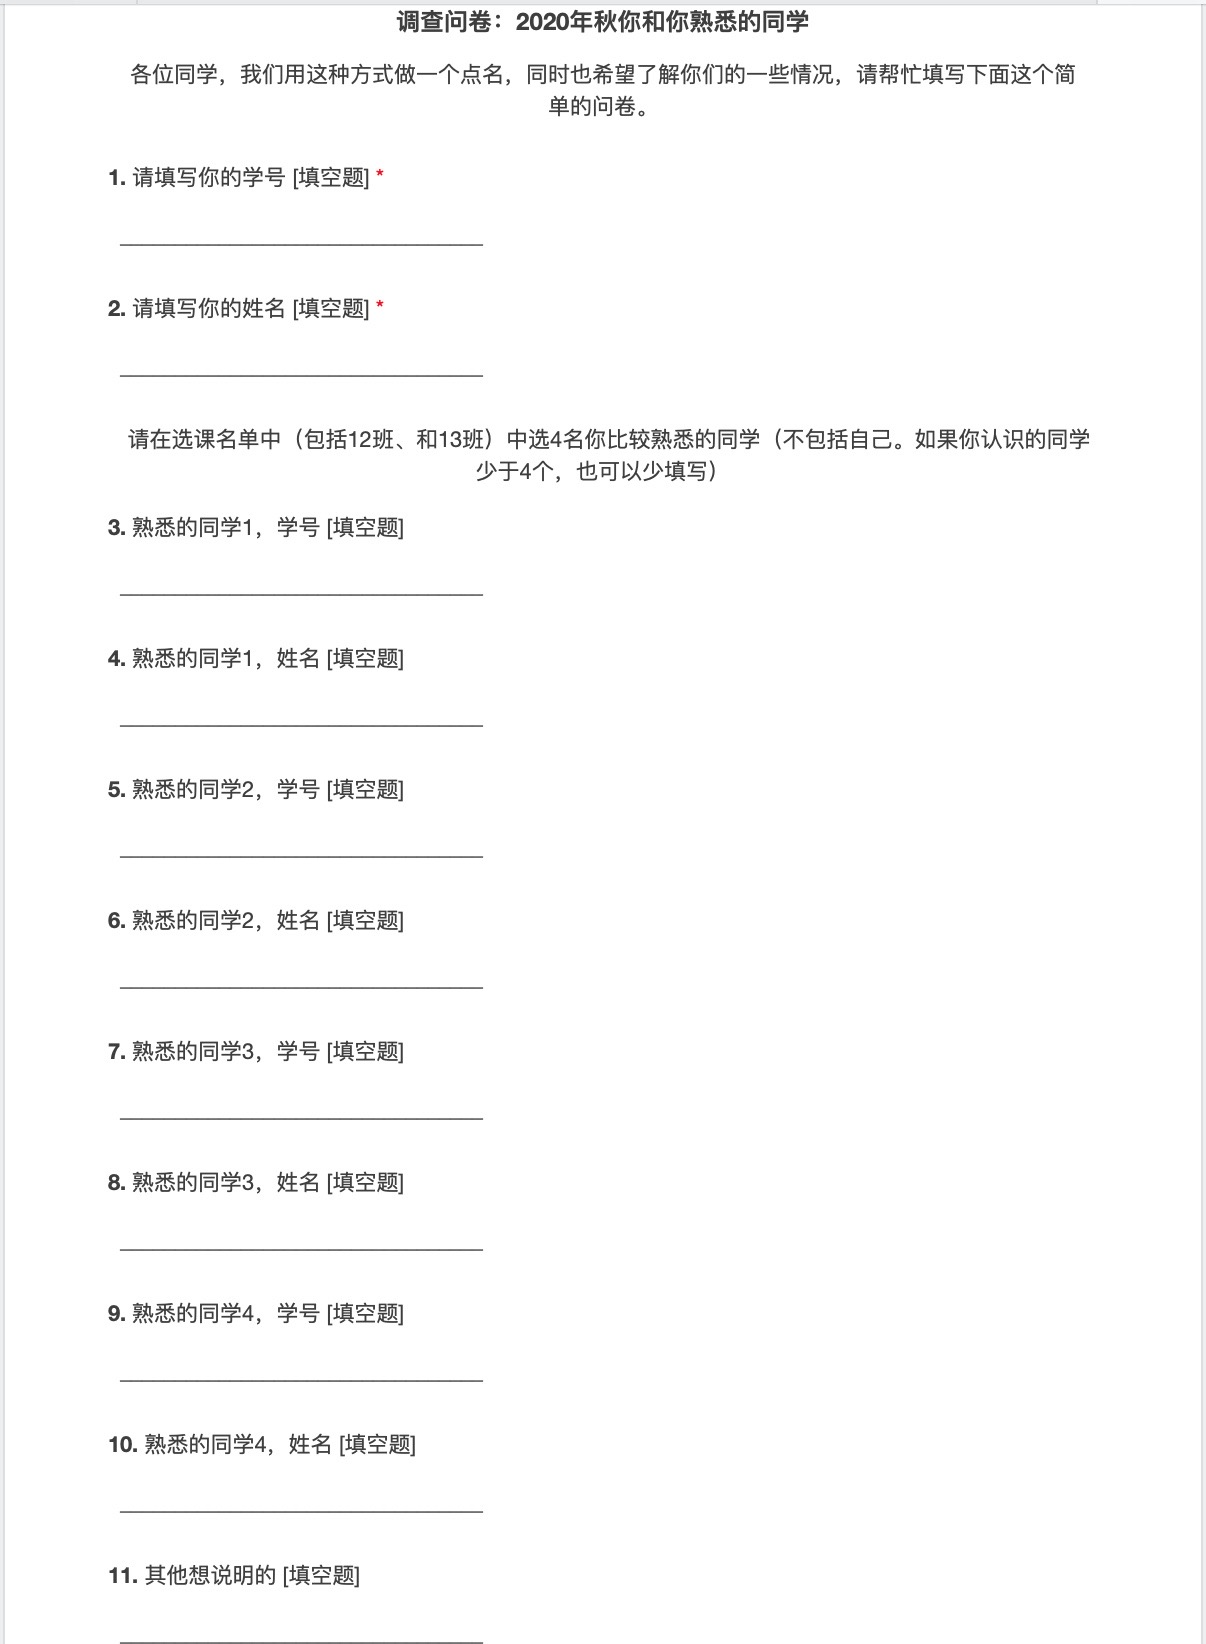 调查问卷：2020年秋你和你熟悉的同学
各位同学，我们用这种方式做一个点名，同时也希望了解你们的一些情况，请帮忙填写下面这个简
单的问卷。
1. 请填写你的学号 [填空题] *
2. 请填写你的姓名 [填空题] *
请在选课名单中（包括12班、和13班）中选4名你比较熟悉的同学（不包括自己。如果你认识的同学
少于4个，也可以少填写）
3. 熟悉的同学1，学号 [填空题]
4. 熟悉的同学1，姓名 [填空题]
5. 熟悉的同学2，学号 [填空题]
6. 熟悉的同学2，姓名 [填空题]
7. 熟悉的同学3，学号 [填空题]
8. 熟悉的同学3，姓名 [填空题]
9. 熟悉的同学4，学号 [填空题]
10. 熟悉的同学4，姓名 [填空题]
11. 其他想说明的 [填空题]